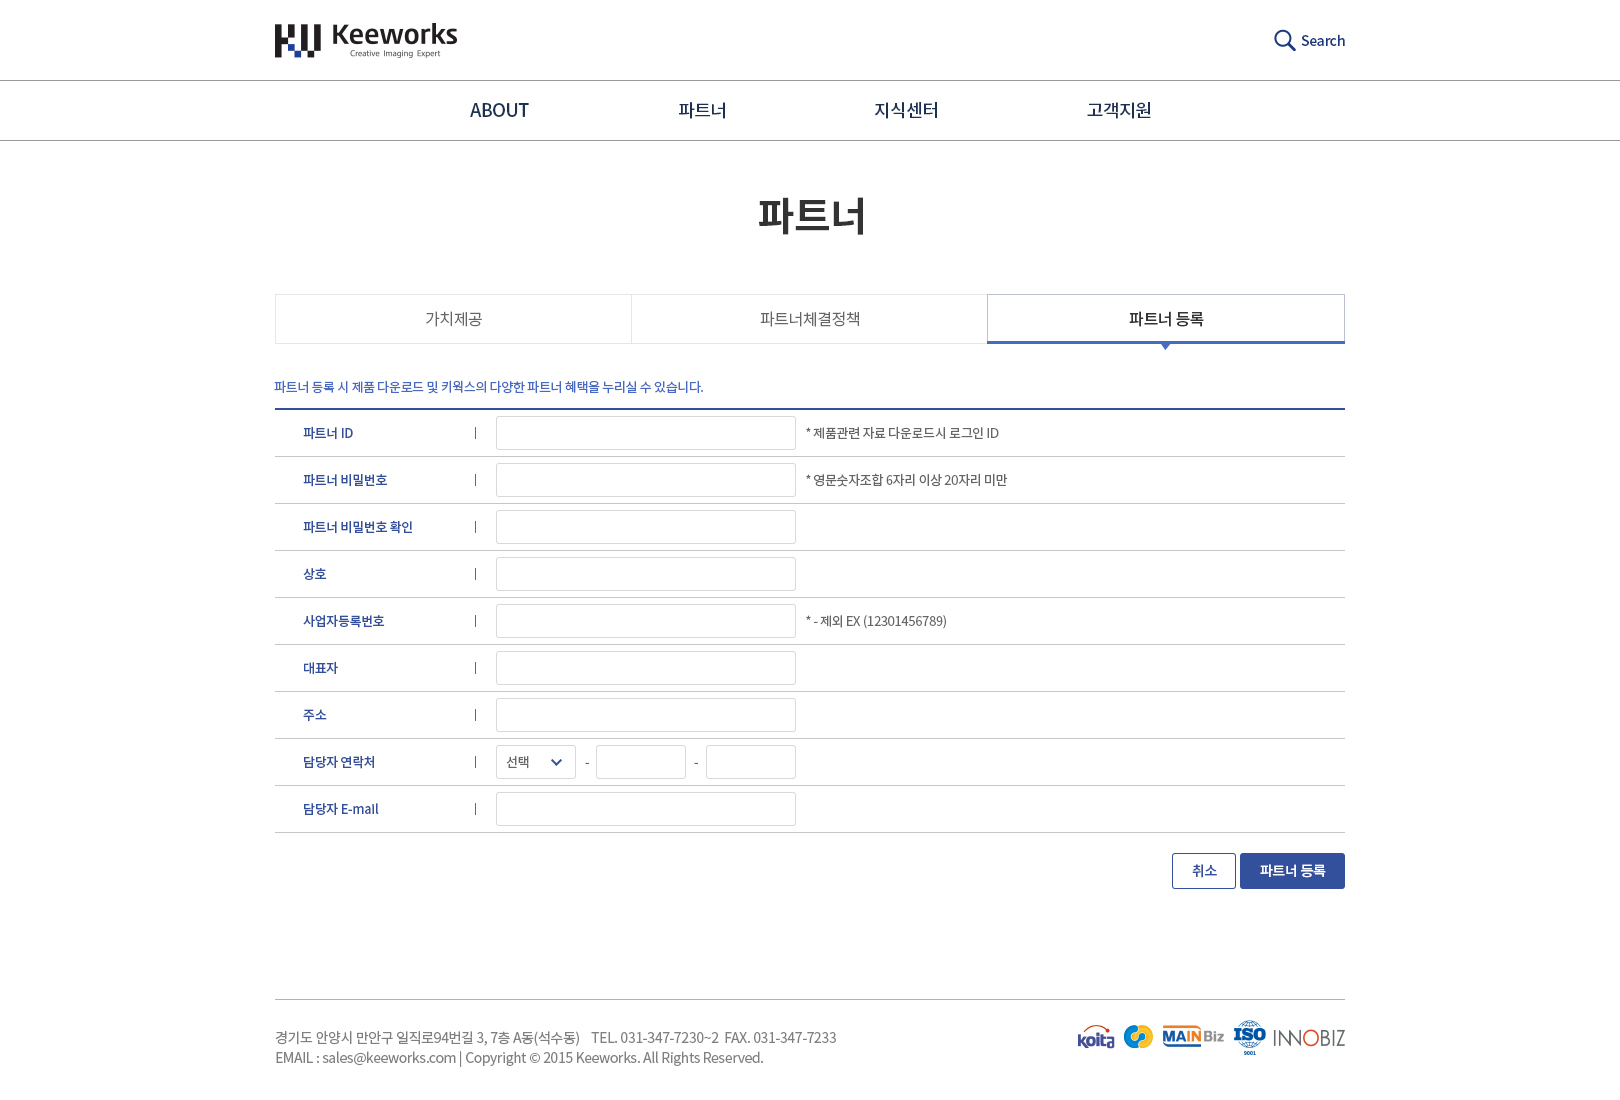 Keeworks
Creative Imaging Expert
Search
ABOUT 파트너 지식센터 고객지원
파트너
가치제공 파트너체결정책 파트너 등록
파트너 등록 시 제품 다운로드 및 키웍스의 다양한 파트너 혜택을 누리실 수 있습니다.
파트너 ID * 제품관련 자료 다운로드시 로그인 ID
파트너 비밀번호 * 영문숫자조합 6자리 이상 20자리 미만
파트너 비밀번호 확인
상호
사업자등록번호 * - 제외 EX (12301456789)
대표자
주소
담당자 연락처 선택 - -
담당자 E-mail
취소 파트너 등록
경기도 안양시 만안구 일직로94번길 3, 7층 A동(석수동) TEL. 031-347-7230~2 FAX. 031-347-7233
EMAIL : sales@keeworks.com | Copyright © 2015 Keeworks. All Rights Reserved.
koita MAINBiz ISO 9001 INNOBIZ